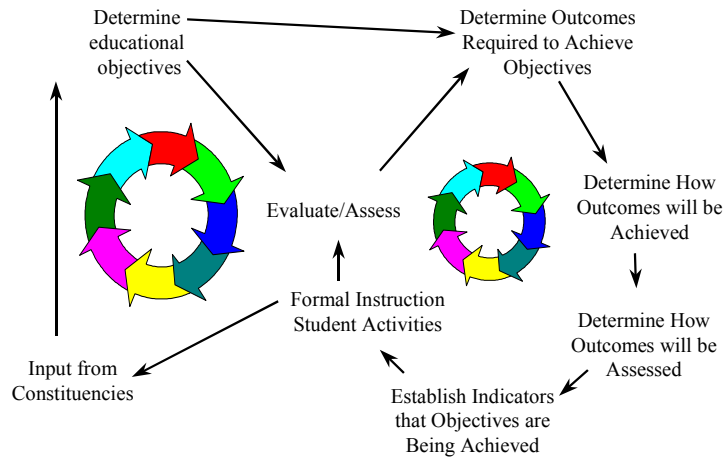 Determine
educational
objectives
Determine Outcomes
Required to Achieve
Objectives
Evaluate/Assess
Determine How
Outcomes will be
Achieved
Formal Instruction
Student Activities
Determine How
Outcomes will be
Assessed
Input from
Constituencies
Establish Indicators
that Objectives are
Being Achieved